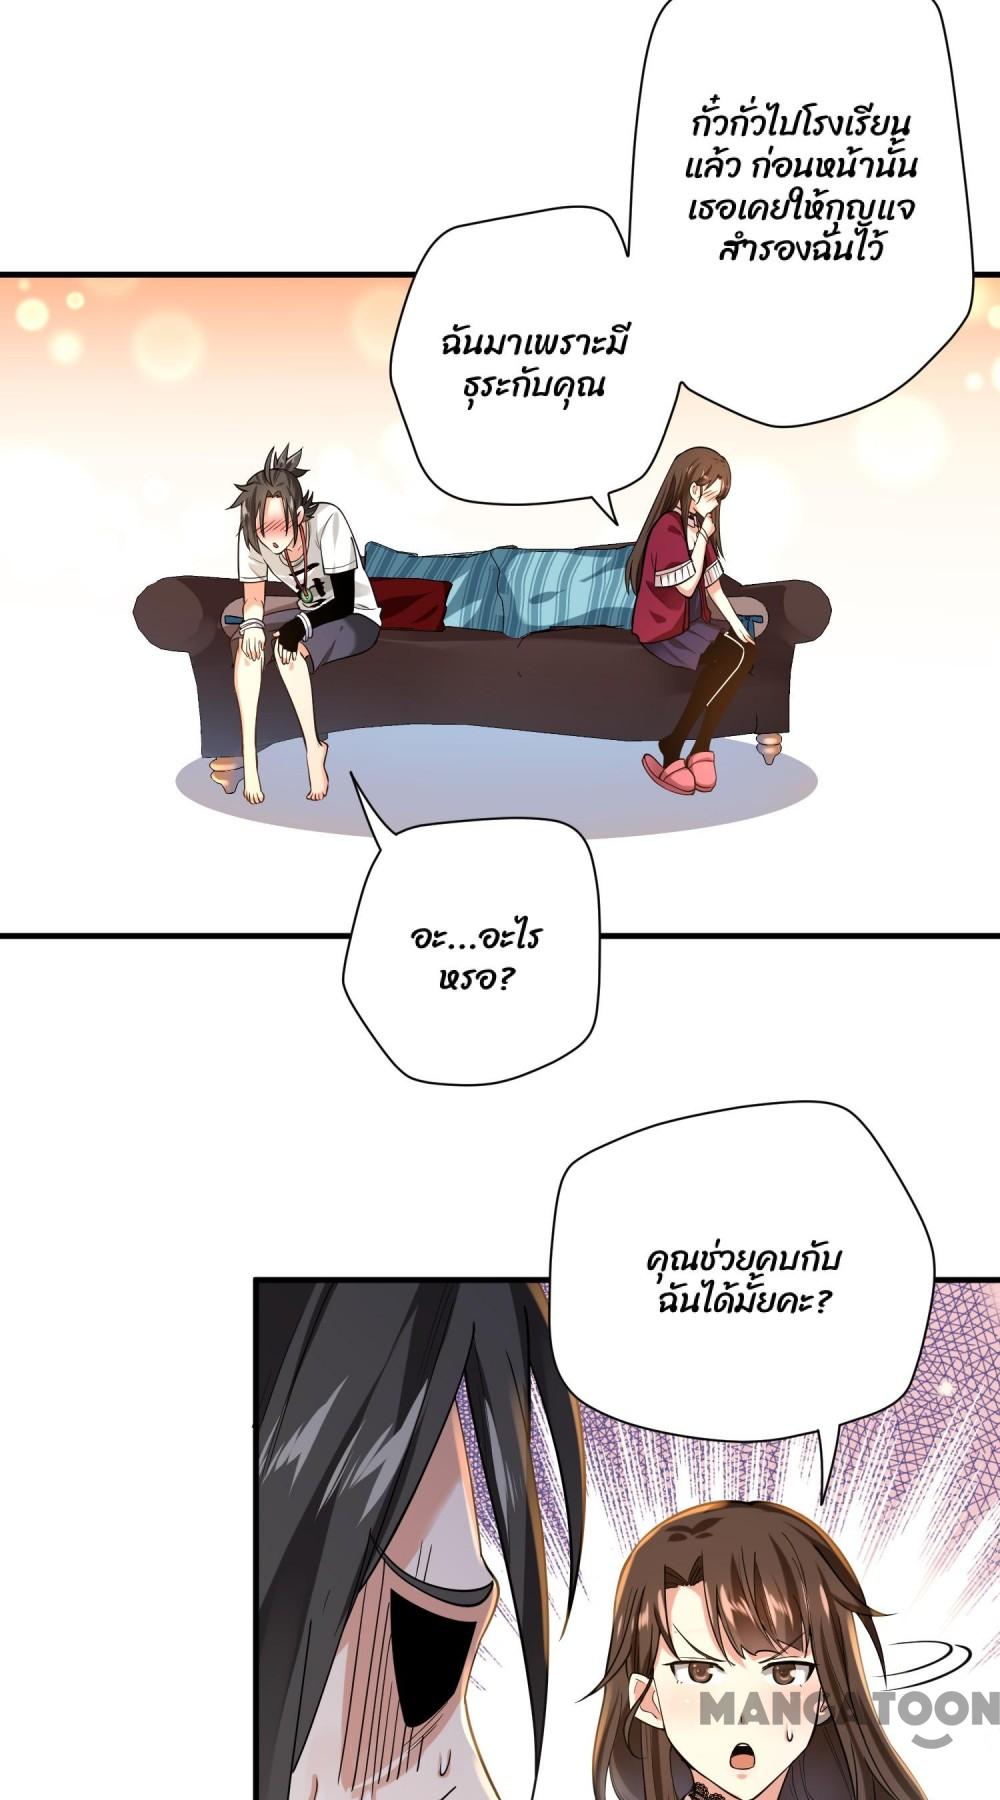 กั๋วกั่วไปโรงเรียน
แล้ว ก่อนหน้านั้น
เธอเคยให้กุญแจ
สำรองฉันไว้
ฉันมาเพราะมี
ธุระกับคุณ
อะ...อะไร
หรอ?
คุณช่วยคบกับ
ฉันได้มั้ยคะ?
MANGATOON